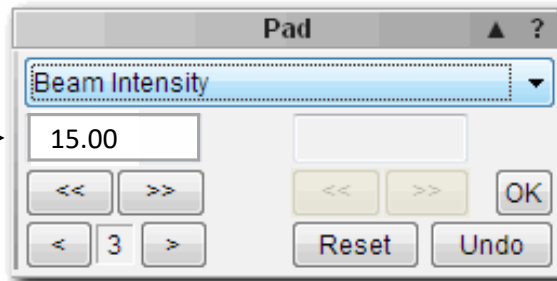 Pad ▲ ?
Beam Intensity
15.00
<< >> << >> OK
< 3 > Reset Undo